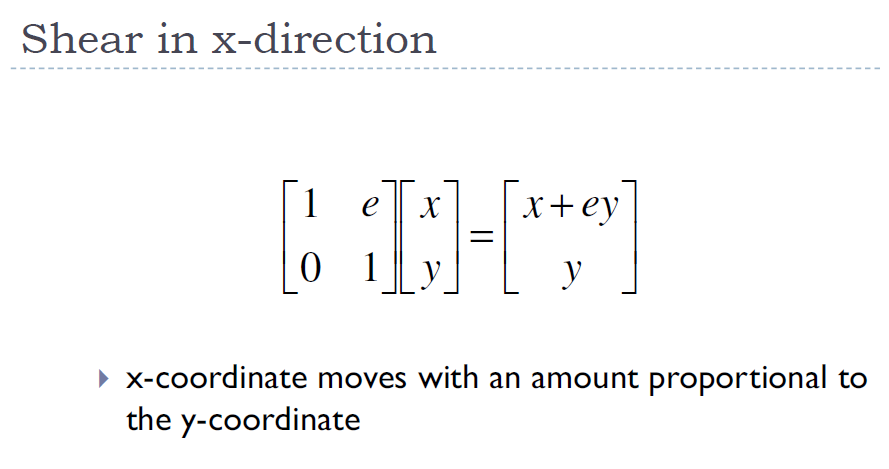 Shear in x-direction
[1 e; 0 1][x; y] = [x + ey; y]
x-coordinate moves with an amount proportional to
the y-coordinate